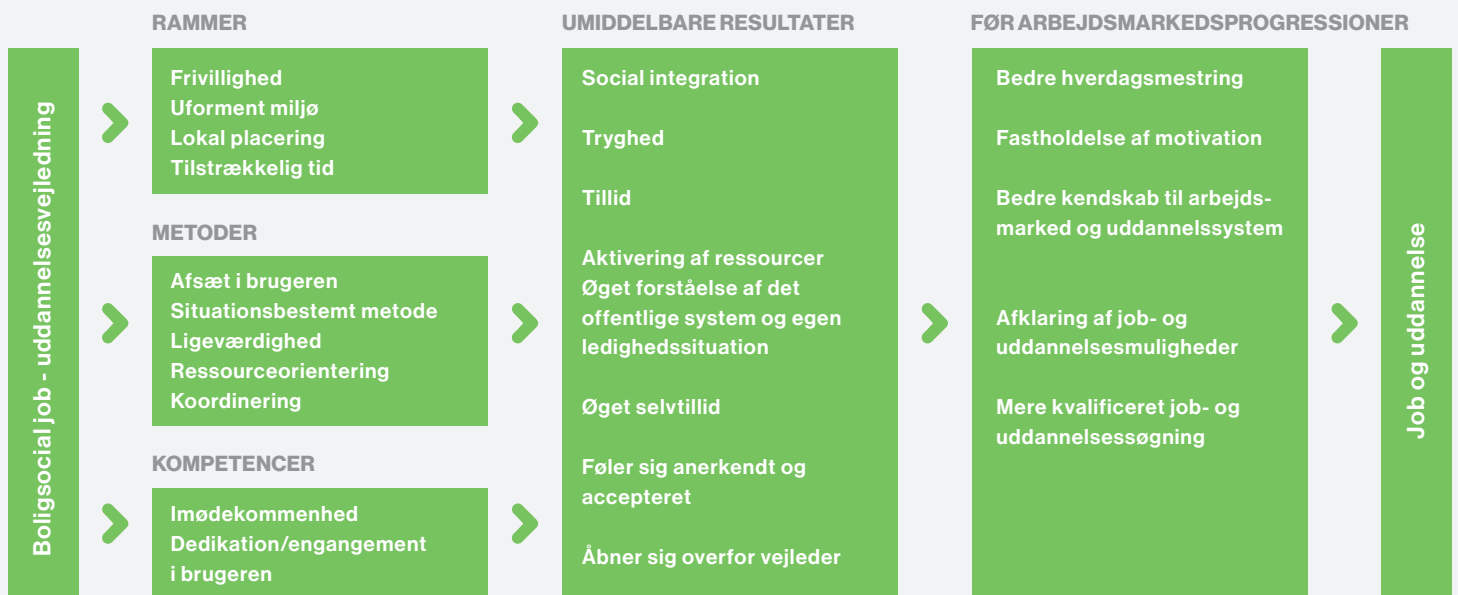 Boligsocial job - uddannelsesvejledning
RAMMER
Frivillighed
Uforment miljø
Lokal placering
Tilstrækkelig tid
METODER
Afsæt i brugeren
Situationsbestemt metode
Ligeværdighed
Ressourceorientering
Koordinering
KOMPETENCER
Imødekommenhed
Dedikation/engangement
i brugeren
UMIDDELBARE RESULTATER
Social integration
Tryghed
Tillid
Aktivering af ressourcer
Øget forståelse af det
offentlige system og egen
ledighedssituation
Øget selvtillid
Føler sig anerkendt og
accepteret
Åbner sig overfor vejleder
FØR ARBEJDSMARKEDSPROGRESSIONER
Bedre hverdagsmestring
Fastholdelse af motivation
Bedre kendskab til arbejds-
marked og uddannelssystem
Afklaring af job- og
uddannelsesmuligheder
Mere kvalificeret job- og
uddannelsessøgning
Job og uddannelse